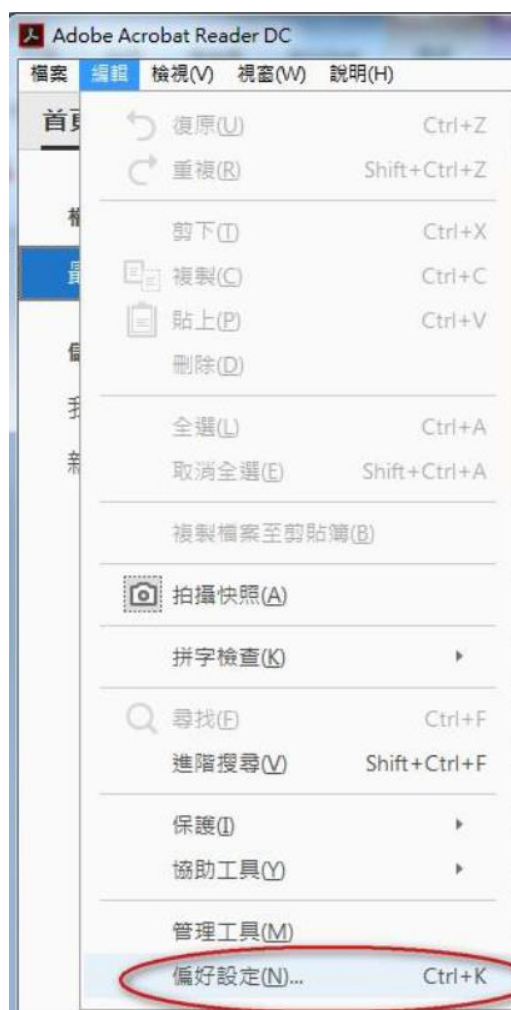 Adobe Acrobat Reader DC
檔案 編輯 檢視(V) 視窗(W) 說明(H)
首頁
復原(U) Ctrl+Z
重複(R) Shift+Ctrl+Z
剪下(T) Ctrl+X
複製(C) Ctrl+C
貼上(P) Ctrl+V
刪除(D)
全選(L) Ctrl+A
取消全選(E) Shift+Ctrl+A
複製檔案至剪貼簿(B)
拍攝快照(A)
拼字檢查(K)
尋找(F) Ctrl+F
進階搜尋(V) Shift+Ctrl+F
保護(I)
協助工具(Y)
管理工具(M)
偏好設定(N)... Ctrl+K